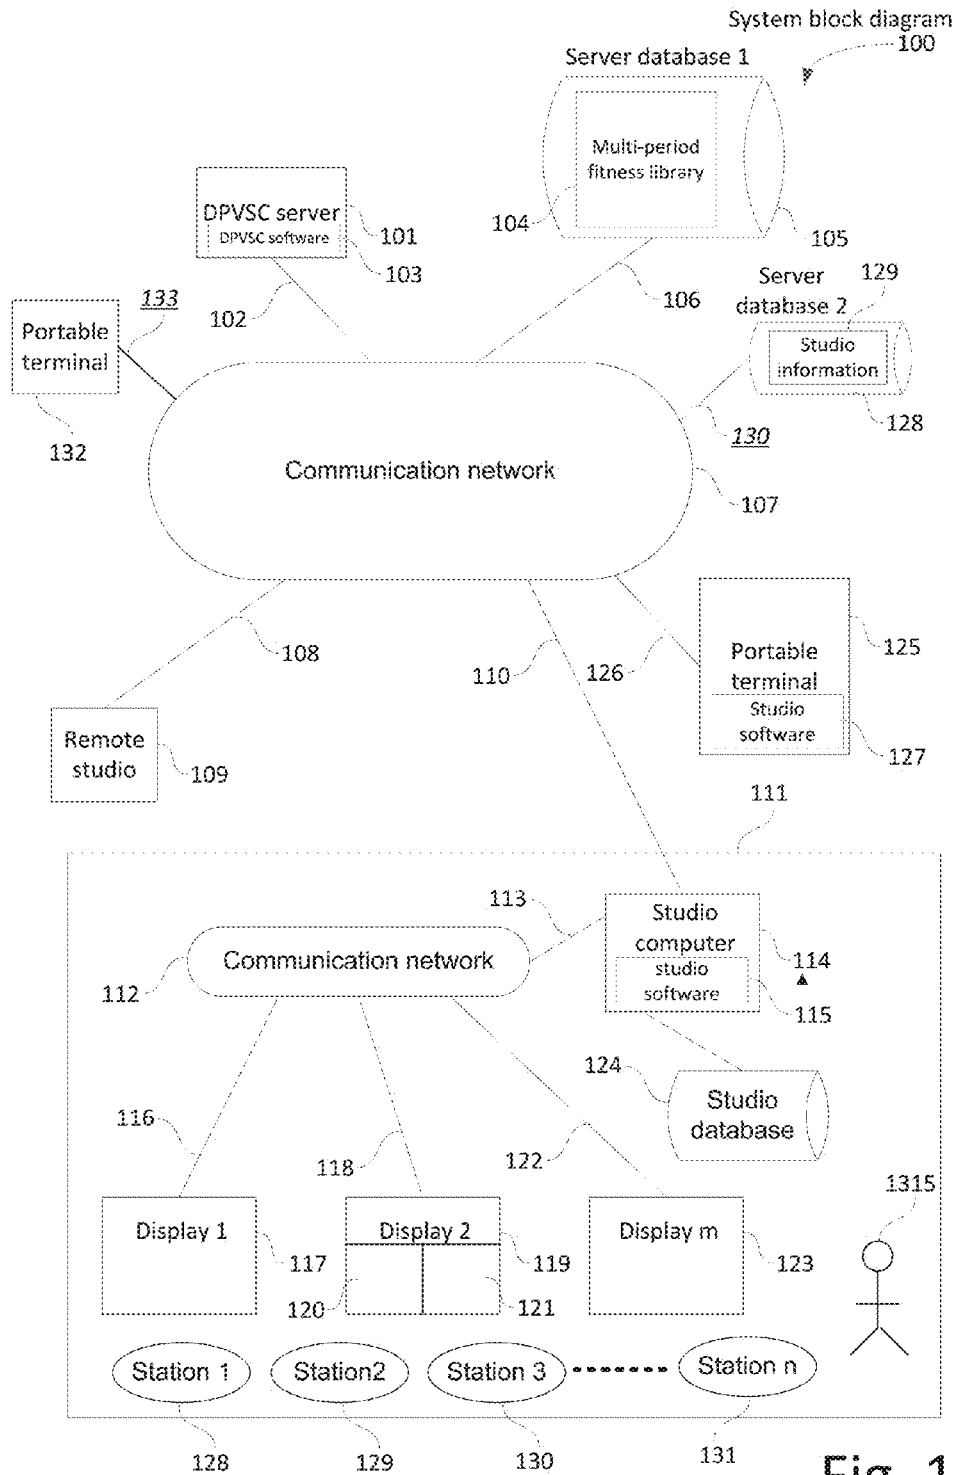 System block diagram
100
Server database 1
Multi-period
fitness library
104
105
DPVSC server
DPVSC software
101
103
102
106
Server
database 2
129
Studio
information
128
130
133
Portable
terminal
132
Communication network
107
108
110
126
Portable
terminal
Studio
software
125
127
Remote
studio
109
111
113
Studio
computer
studio
software
114
115
Communication network
112
124
Studio
database
116
118
122
1315
Display 1
117
Display 2
119
120
121
Display m
123
Station 1
Station2
Station 3
Station n
128
129
130
131
Fig. 1